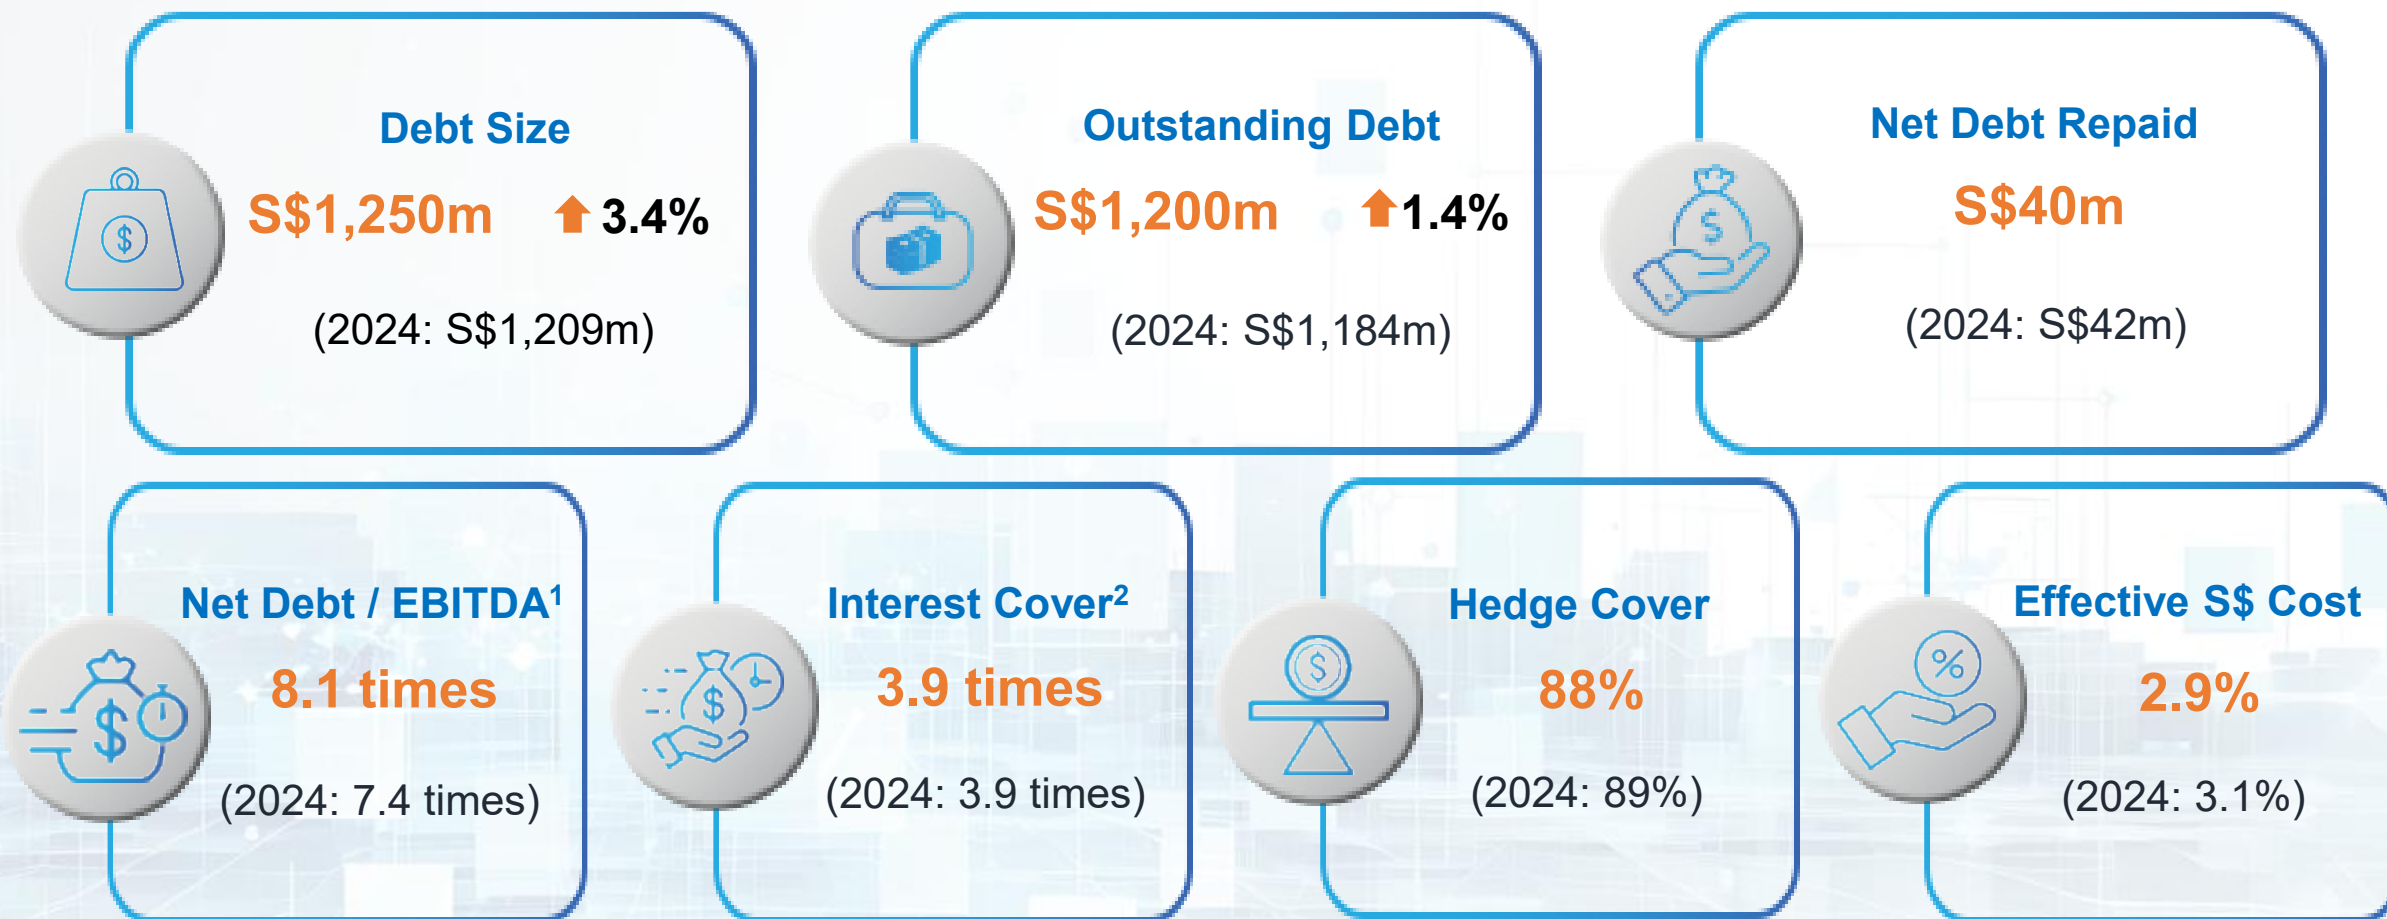 Debt Size
S$1,250m 3.4%
(2024: S$1,209m)
Outstanding Debt
S$1,200m 1.4%
(2024: S$1,184m)
Net Debt Repaid
S$40m
(2024: S$42m)
Net Debt / EBITDA¹
8.1 times
(2024: 7.4 times)
Interest Cover²
3.9 times
(2024: 3.9 times)
Hedge Cover
88%
(2024: 89%)
Effective S$ Cost
2.9%
(2024: 3.1%)